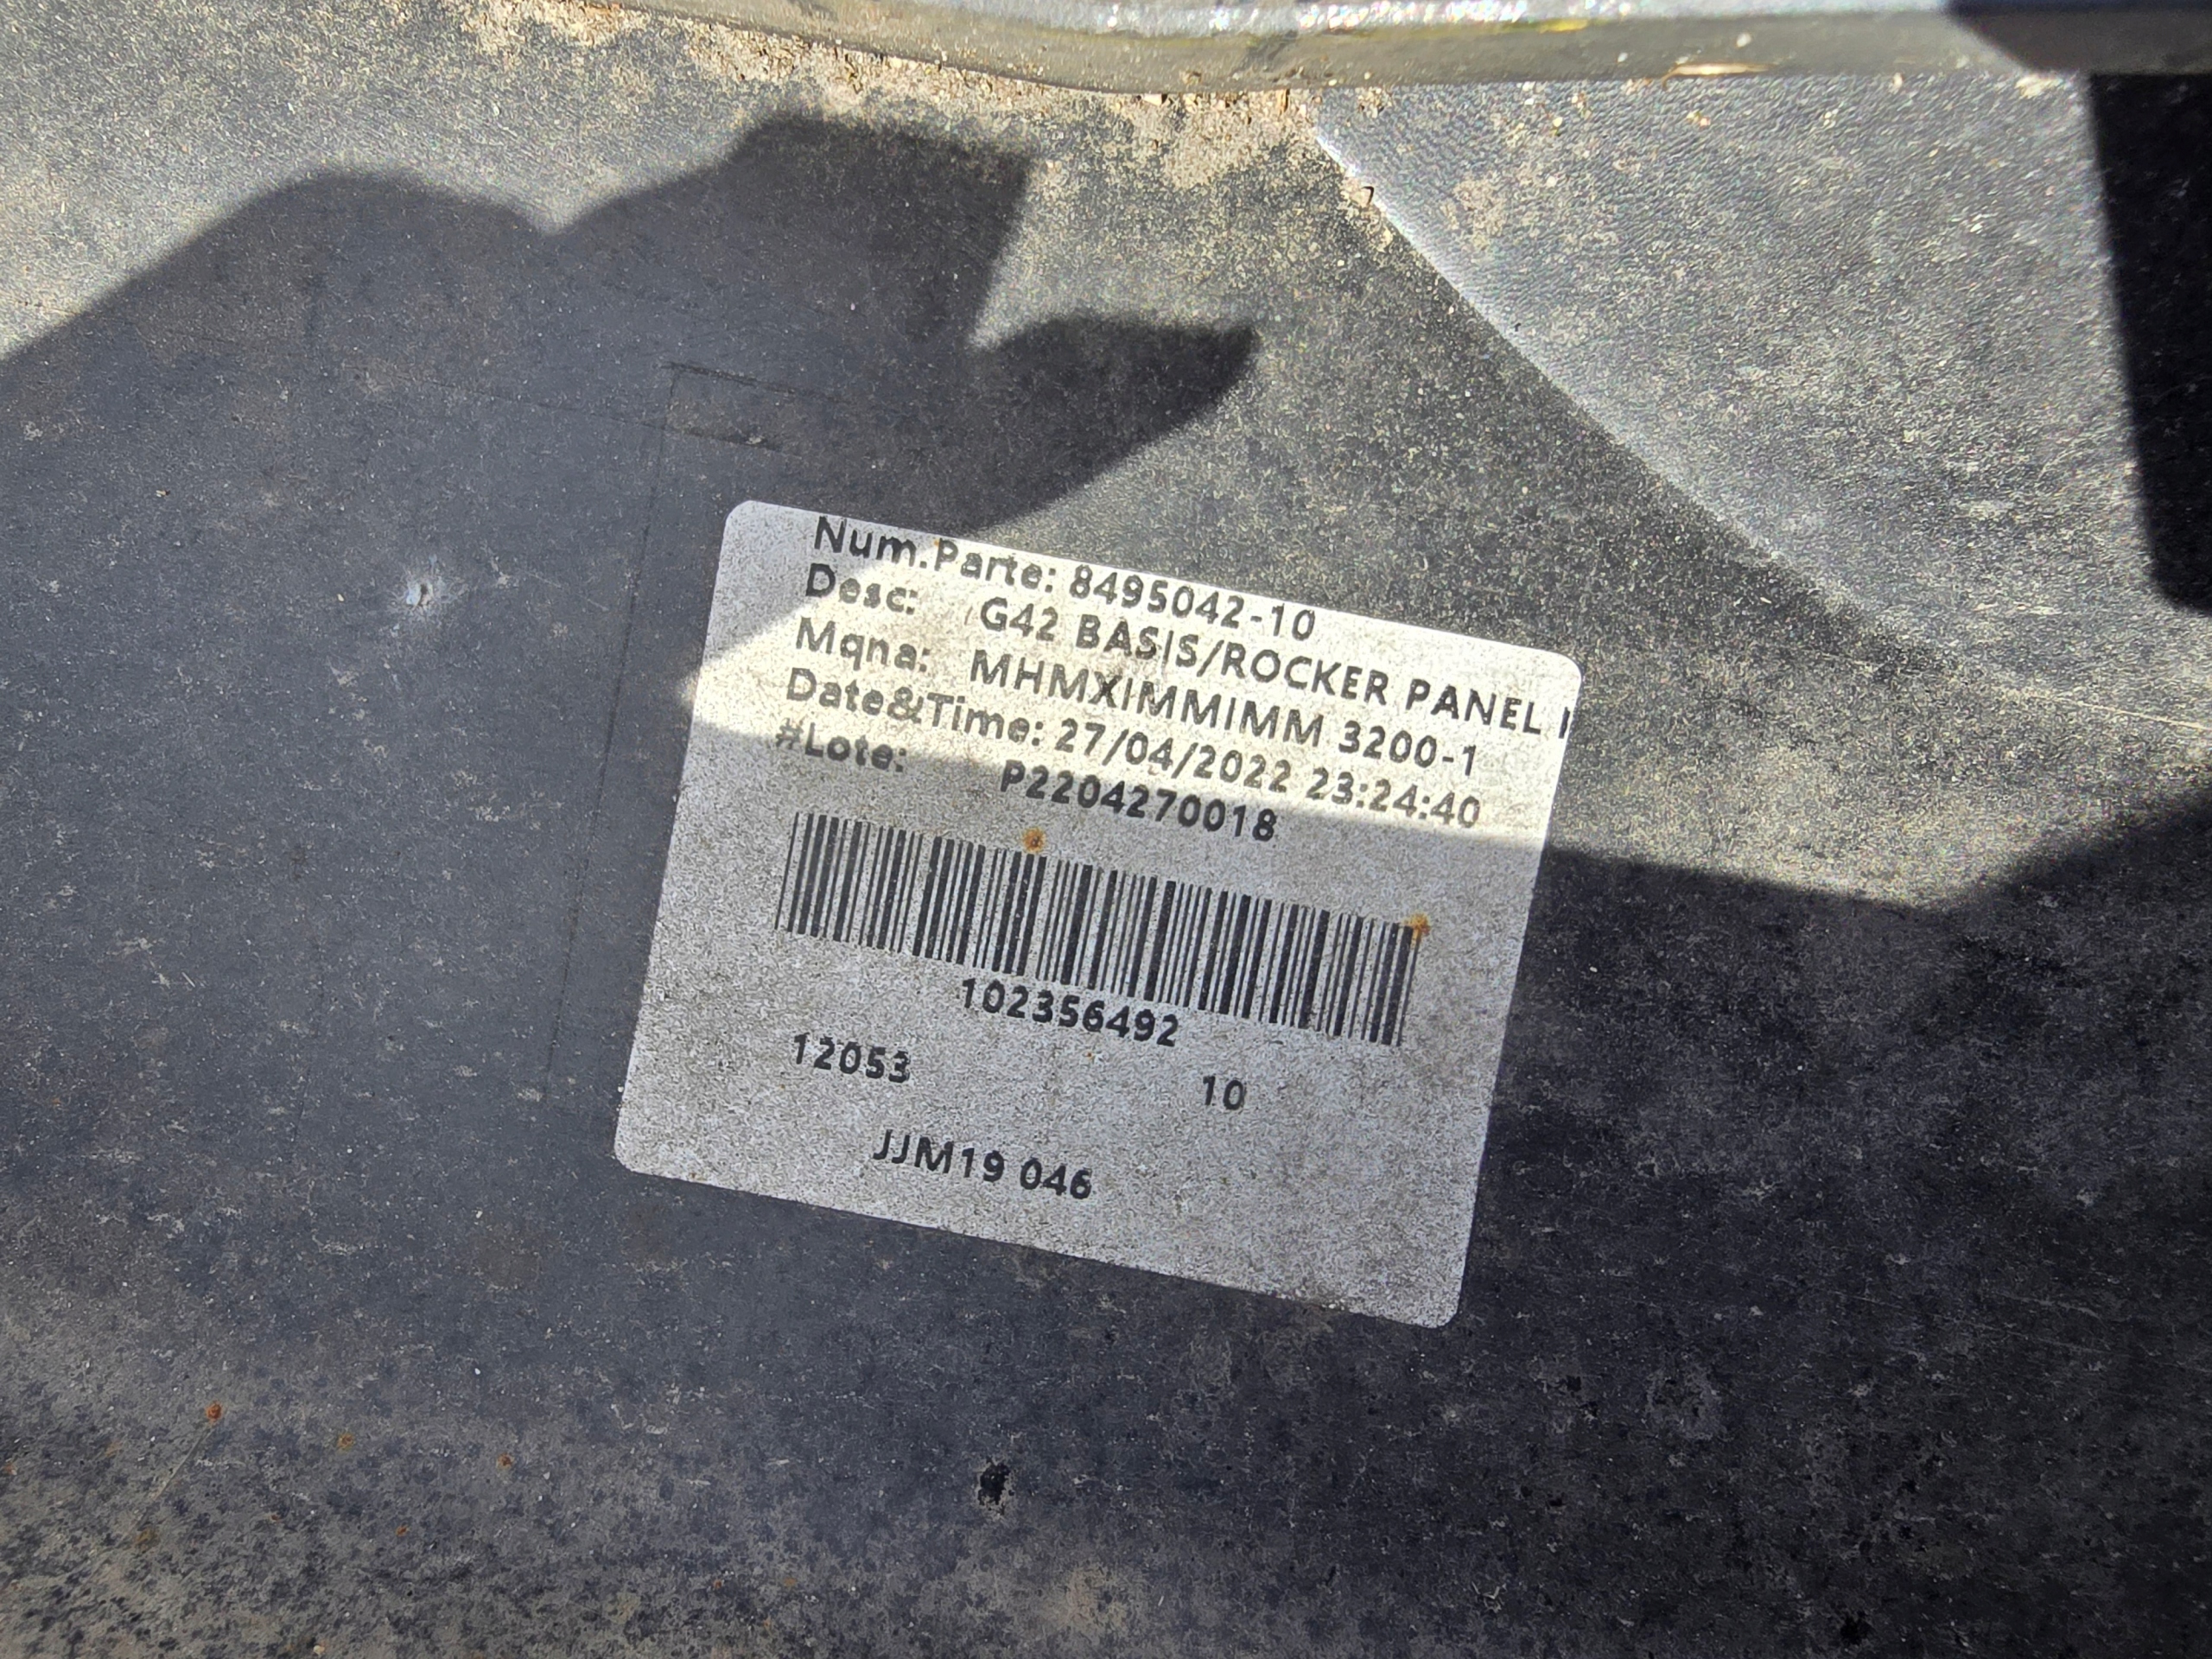 Num.Parte: 8495042-10
Desc: G42 BASIS/ROCKER PANEL
Mqna: MHMXIMMIMM 3200-1
Date&Time: 27/04/2022 23:24:40
#Lote: P2204270018
102356492
12053 10
JJM19 046